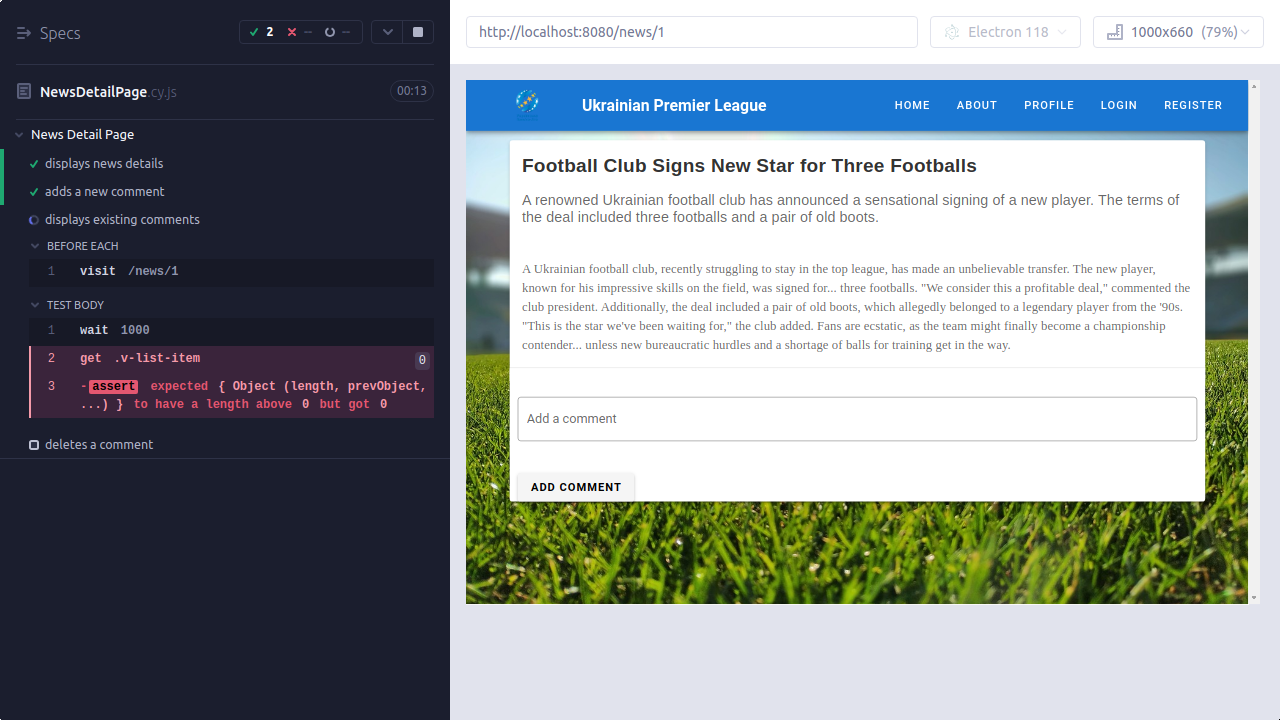 Specs
2 -- --
NewsDetailPage.cy.js
00:13
News Detail Page
displays news details
adds a new comment
displays existing comments
BEFORE EACH
1 visit /news/1
TEST BODY
1 wait 1000
2 get .v-list-item 0
3 -assert expected { Object (length, prevObject,
...) } to have a length above 0 but got 0
deletes a comment
http://localhost:8080/news/1
Electron 118
1000x660 (79%)
Ukrainian Premier League
HOME ABOUT PROFILE LOGIN REGISTER
Football Club Signs New Star for Three Footballs
A renowned Ukrainian football club has announced a sensational signing of a new player. The terms of
the deal included three footballs and a pair of old boots.
A Ukrainian football club, recently struggling to stay in the top league, has made an unbelievable transfer. The new player,
known for his impressive skills on the field, was signed for... three footballs. "We consider this a profitable deal," commented the
club president. Additionally, the deal included a pair of old boots, which allegedly belonged to a legendary player from the '90s.
"This is the star we've been waiting for," the club added. Fans are ecstatic, as the team might finally become a championship
contender... unless new bureaucratic hurdles and a shortage of balls for training get in the way.
Add a comment
ADD COMMENT